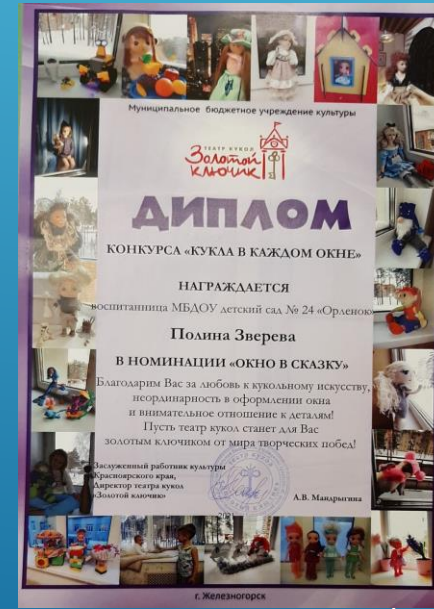 Муниципальное бюджетное учреждение культуры
ТЕАТР КУКОЛ
Золотой
ключик
ДИПЛОМ
КОНКУРСА «КУКЛА В КАЖДОМ ОКНЕ»
НАГРАЖДАЕТСЯ
воспитанница МБДОУ детский сад № 24 «Орленок»
Полина Зверева
В НОМИНАЦИИ «ОКНО В СКАЗКУ»
Благодарим Вас за любовь к кукольному искусству,
неординарность в оформлении окна
и внимательное отношение к деталям!
Пусть театр кукол станет для Вас
золотым ключиком от мира творческих побед!
Заслуженный работник культуры
Красноярского края,
Директор театра кукол
«Золотой ключик»
А.В. Мандрыгина
г. Железногорск